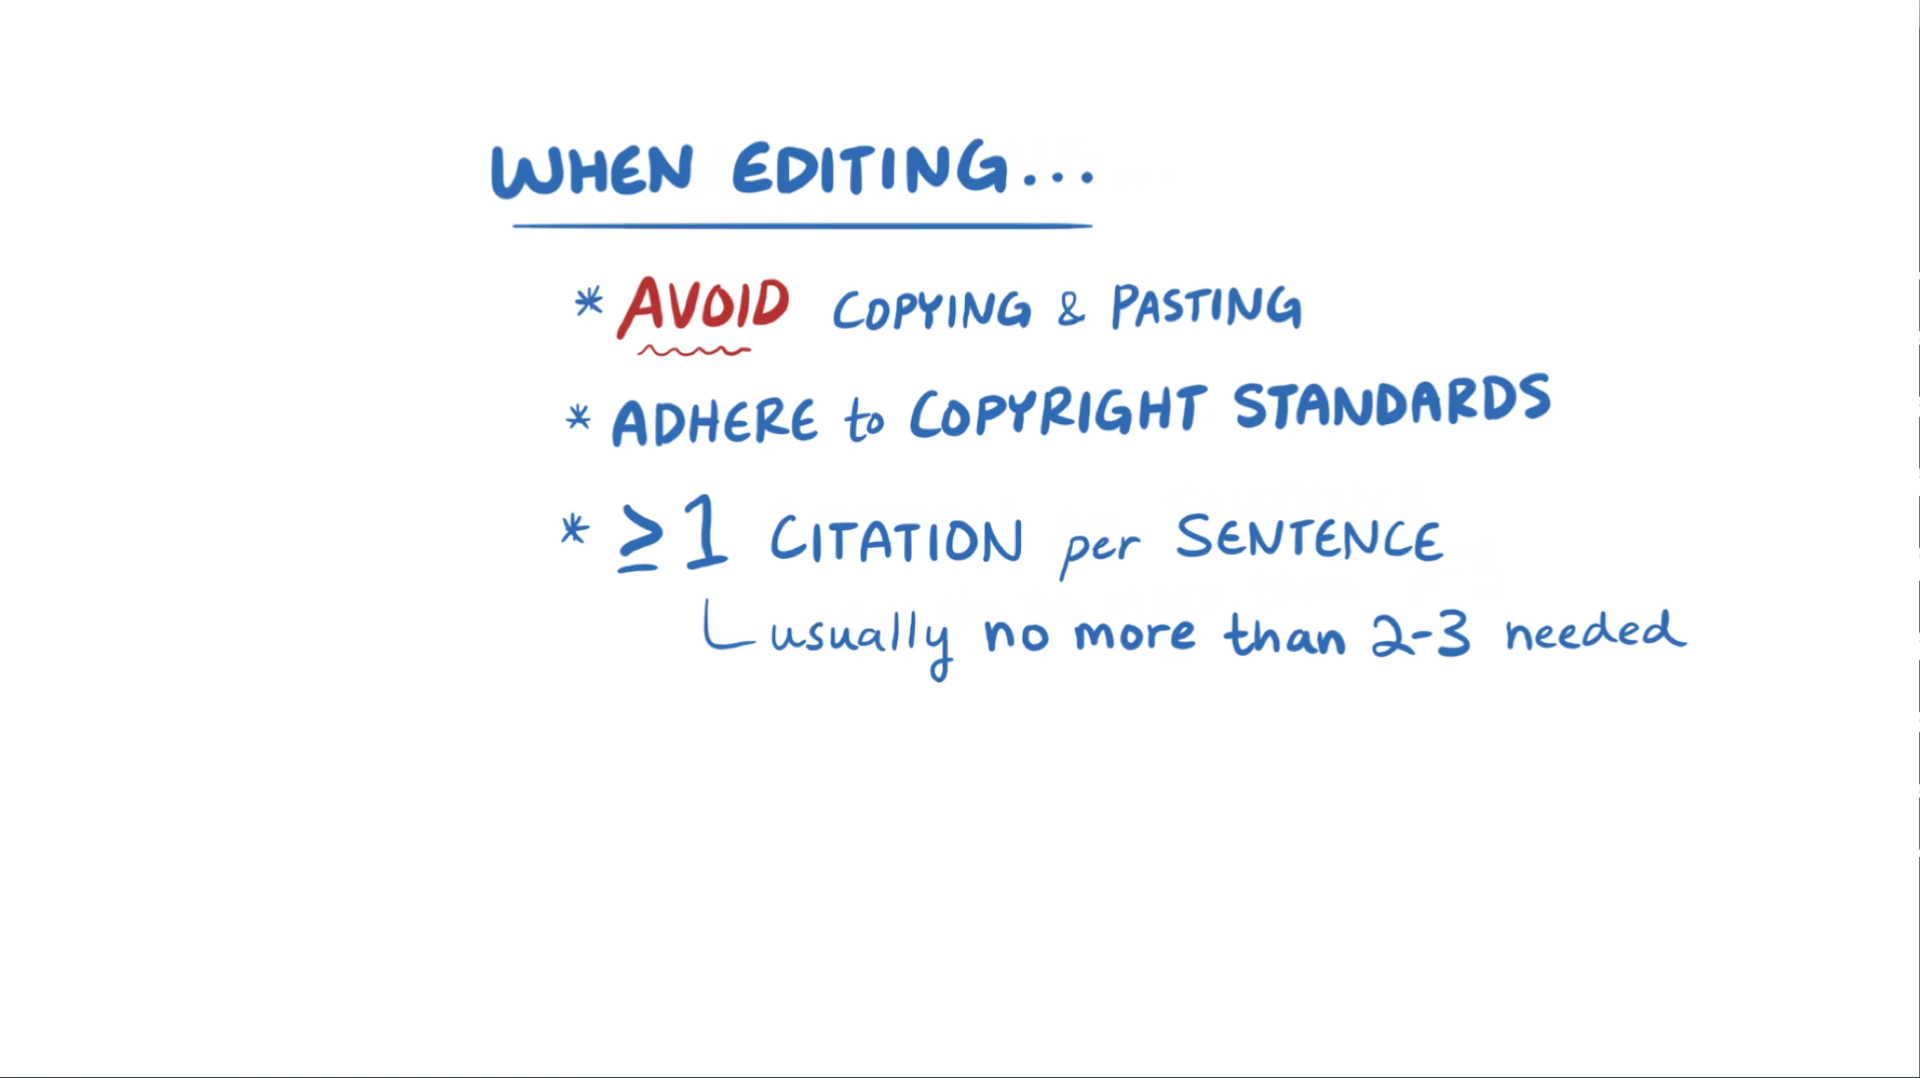 WHEN EDITING...
* AVOID COPYING & PASTING
* ADHERE to COPYRIGHT STANDARDS
* ≥1 CITATION per SENTENCE
usually no more than 2-3 needed